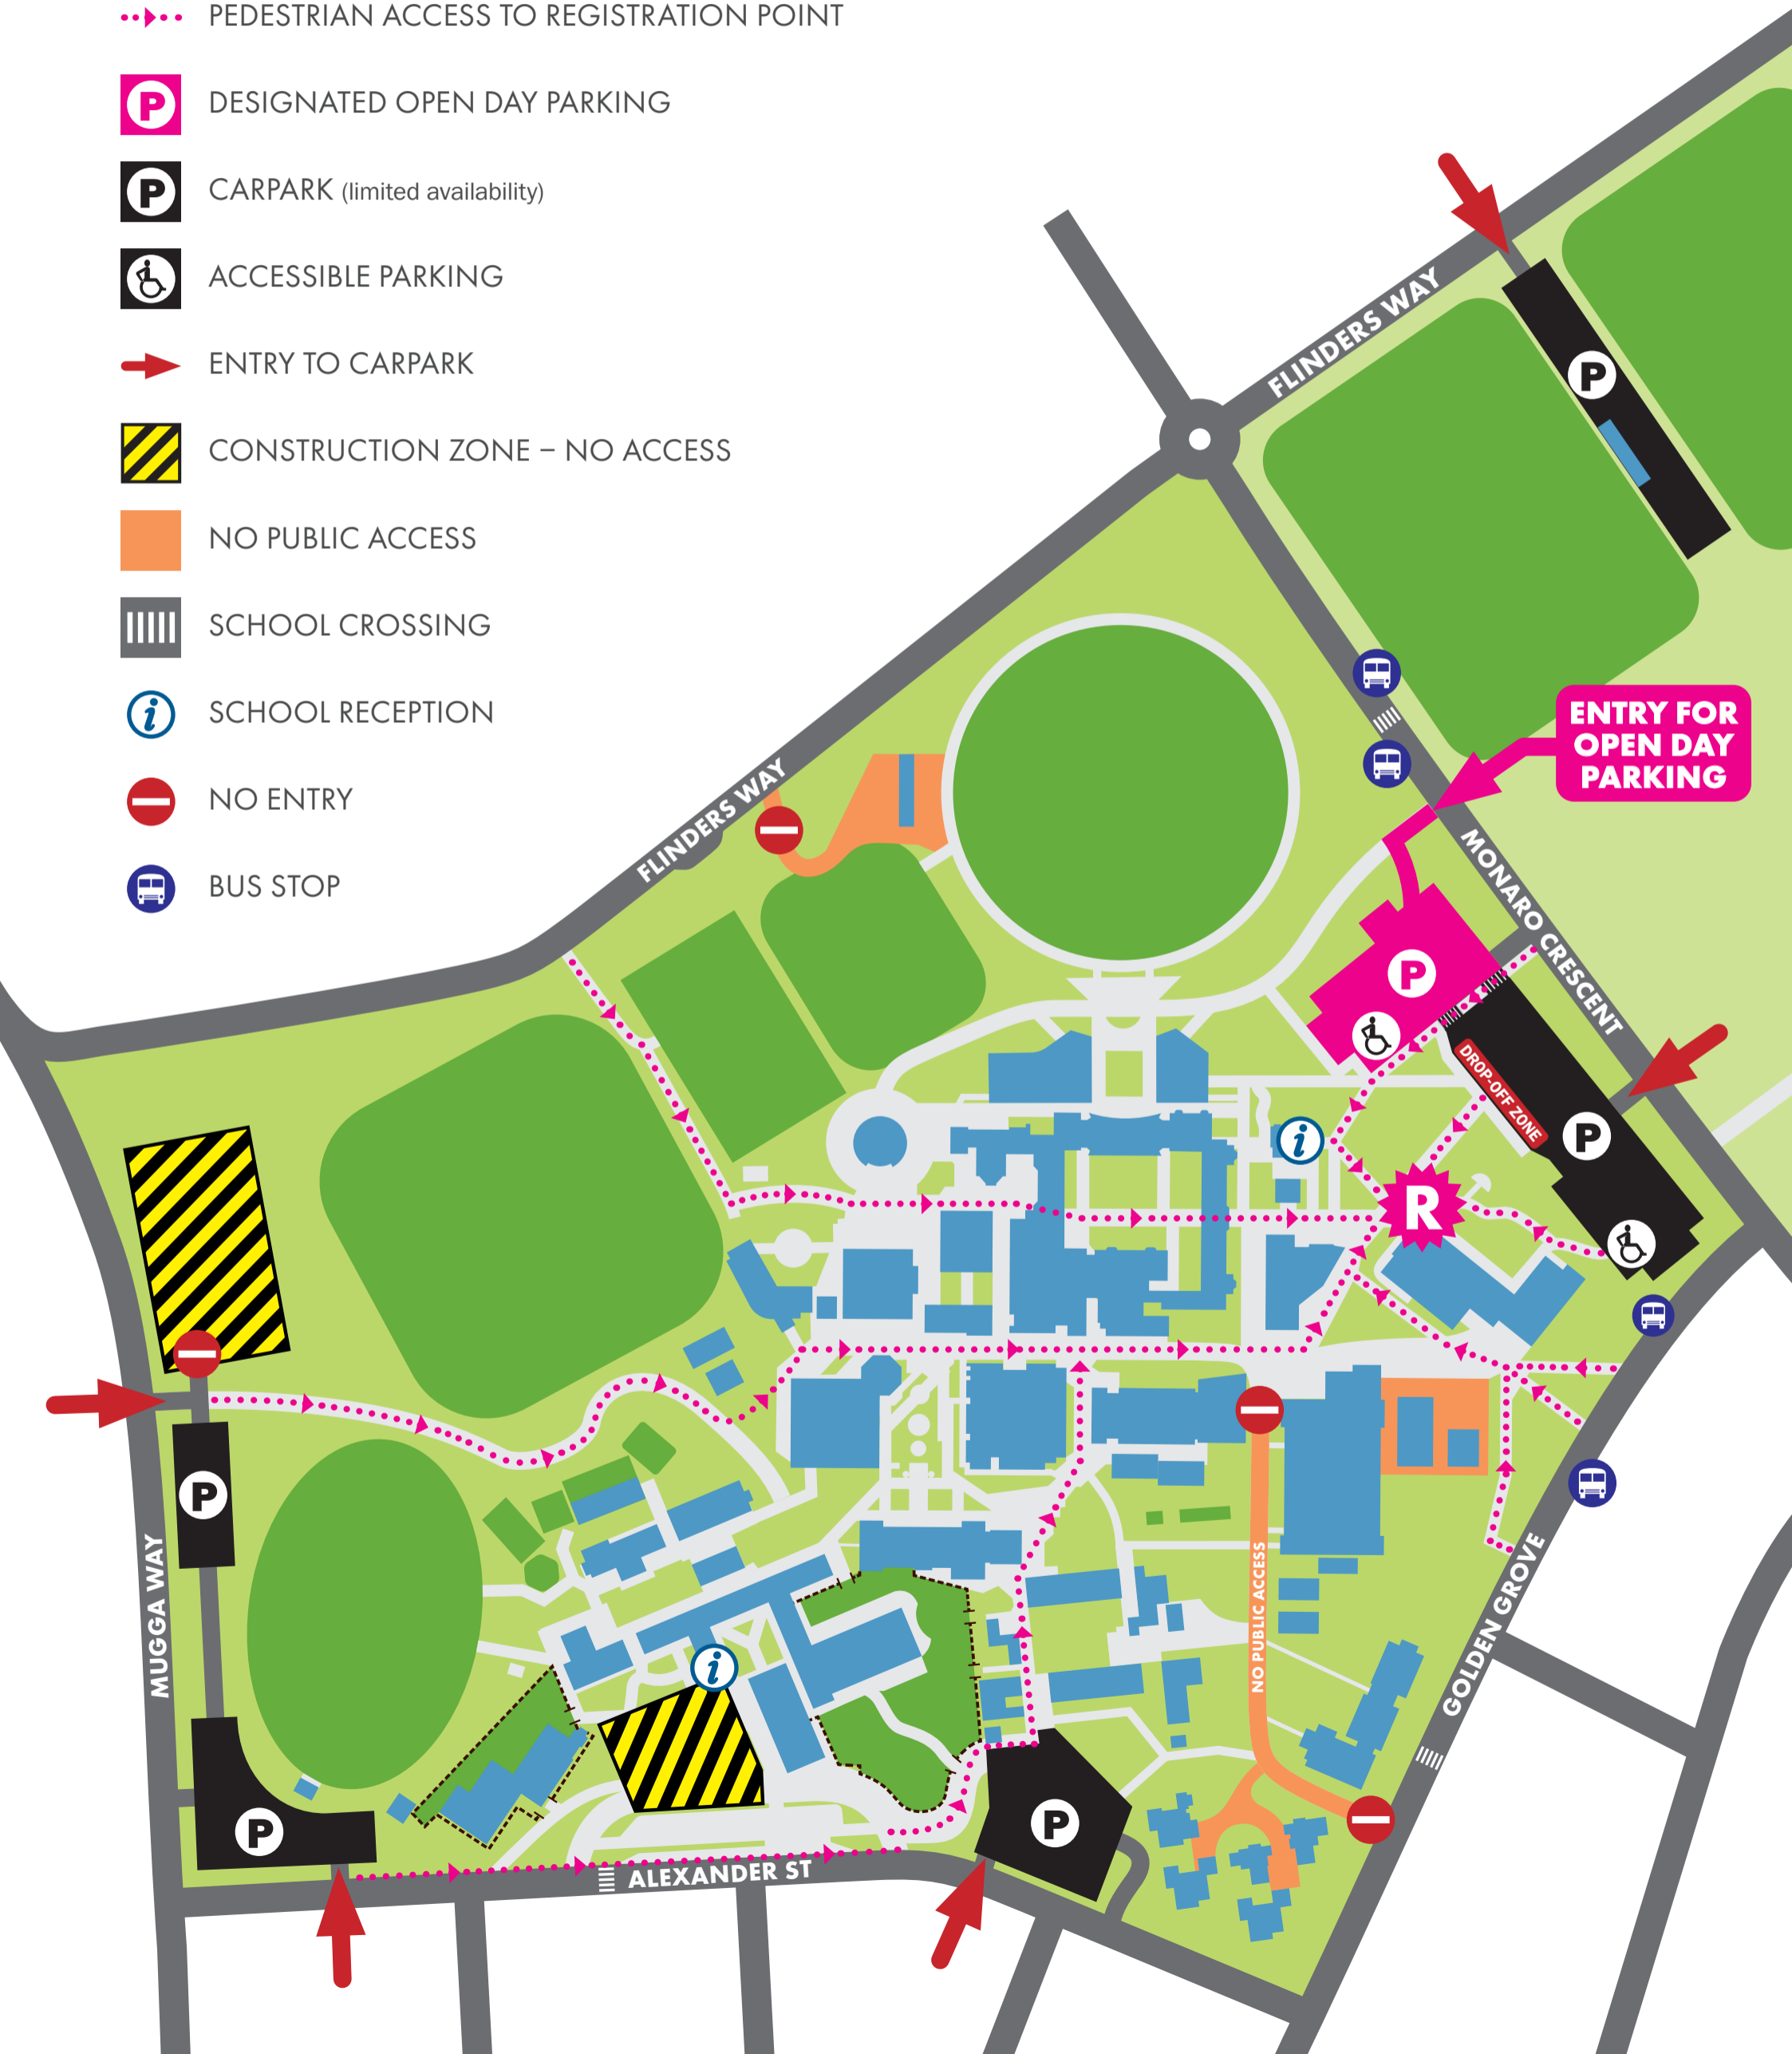 PEDESTRIAN ACCESS TO REGISTRATION POINT
P
DESIGNATED OPEN DAY PARKING
P
CARPARK (limited availability)
ACCESSIBLE PARKING
ENTRY TO CARPARK
CONSTRUCTION ZONE – NO ACCESS
NO PUBLIC ACCESS
SCHOOL CROSSING
i
SCHOOL RECEPTION
NO ENTRY
BUS STOP
FLINDERS WAY
P
ENTRY FOR
OPEN DAY
PARKING
FLINDERS WAY
MONARO CRESCENT
P
DROP-OFF ZONE
P
i
R
P
MUGGA WAY
NO PUBLIC ACCESS
GOLDEN GROVE
i
P
P
ALEXANDER ST